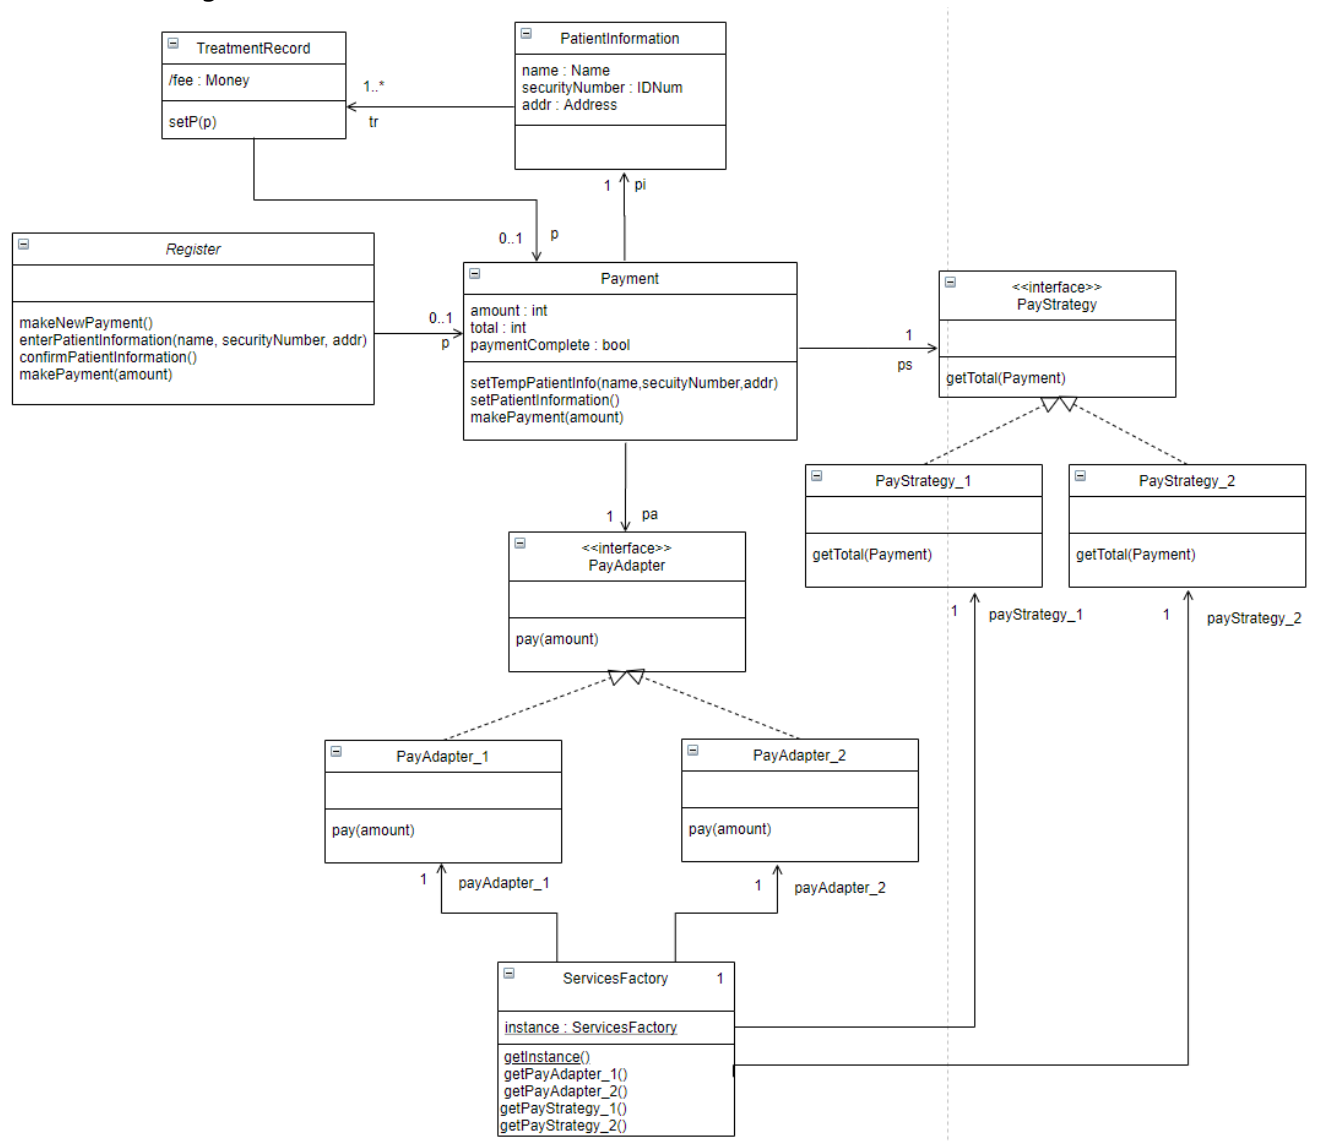 TreatmentRecord
/fee : Money
setP(p)
PatientInformation
name : Name
securityNumber : IDNum
addr : Address
1..*
tr
1
pi
0..1
p
Register
makeNewPayment()
enterPatientInformation(name, securityNumber, addr)
confirmPatientInformation()
makePayment(amount)
0..1
p
Payment
amount : int
total : int
paymentComplete : bool
setTempPatientInfo(name,secuityNumber,addr)
setPatientInformation()
makePayment(amount)
1
ps
<<interface>>
PayStrategy
getTotal(Payment)
PayStrategy_1
getTotal(Payment)
PayStrategy_2
getTotal(Payment)
1
pa
<<interface>>
PayAdapter
pay(amount)
1
payStrategy_1
1
payStrategy_2
PayAdapter_1
pay(amount)
PayAdapter_2
pay(amount)
1
payAdapter_1
1
payAdapter_2
ServicesFactory
1
instance : ServicesFactory
getInstance()
getPayAdapter_1()
getPayAdapter_2()
getPayStrategy_1()
getPayStrategy_2()